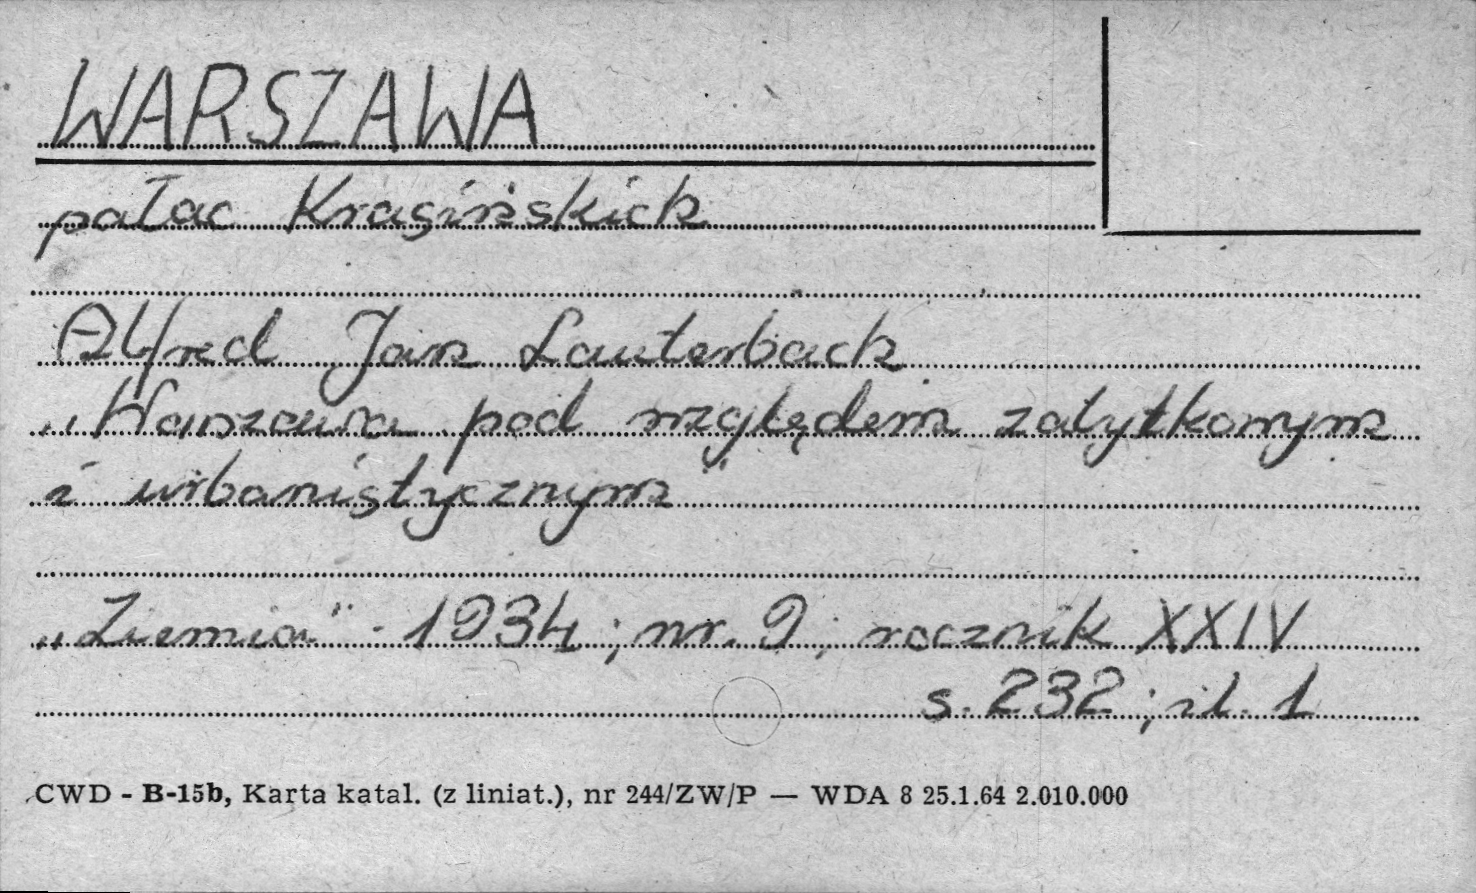 WARSZAWA
pałac Krasińskich
Alfred Jan Lauterbach
„Warszawa pod względem zabytkowym
i urbanistycznym"
„Ziemia" - 1934; nr. 9; rocznik XXIV
s. 232; il. 1
CWD - B-15b, Karta katal. (z liniat.), nr 244/ZW/P — WDA 8 25.1.64 2.010.000